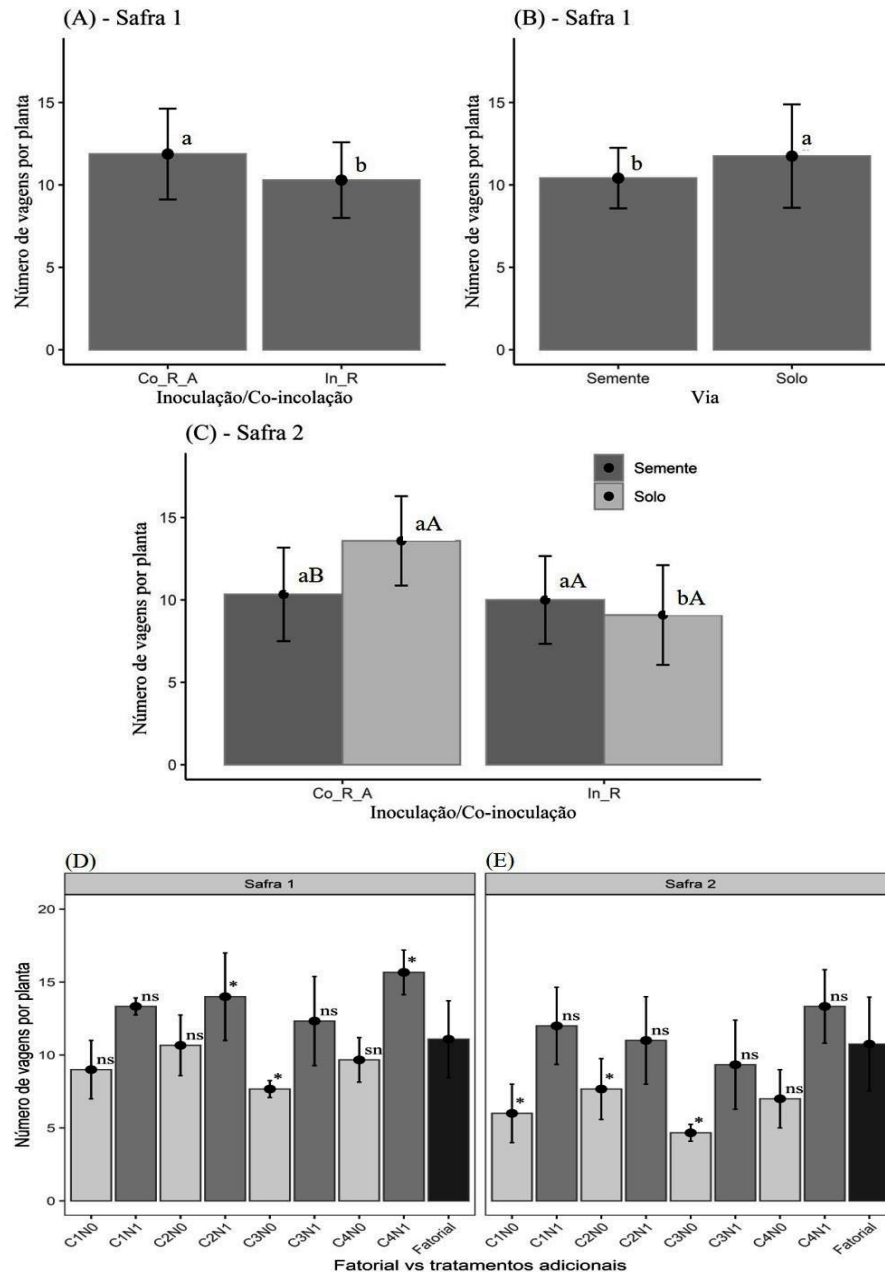 (A) - Safra 1
Número de vagens por planta
15
10
5
0
a
b
Co_R_A
In_R
Inoculação/Co-incolação
(B) - Safra 1
Número de vagens por planta
15
10
5
0
b
a
Semente
Solo
Via
(C) - Safra 2
Número de vagens por planta
15
10
5
0
Semente
Solo
aB
aA
aA
bA
Co_R_A
In_R
Inoculação/Co-inoculação
(D)
Safra 1
Número de vagens por planta
20
15
10
5
0
ns
ns
ns
*
*
ns
sn
*
C1N0
C1N1
C2N0
C2N1
C3N0
C3N1
C4N0
C4N1
Fatorial
(E)
Safra 2
*
ns
*
ns
*
ns
ns
ns
C1N0
C1N1
C2N0
C2N1
C3N0
C3N1
C4N0
C4N1
Fatorial
Fatorial vs tratamentos adicionais